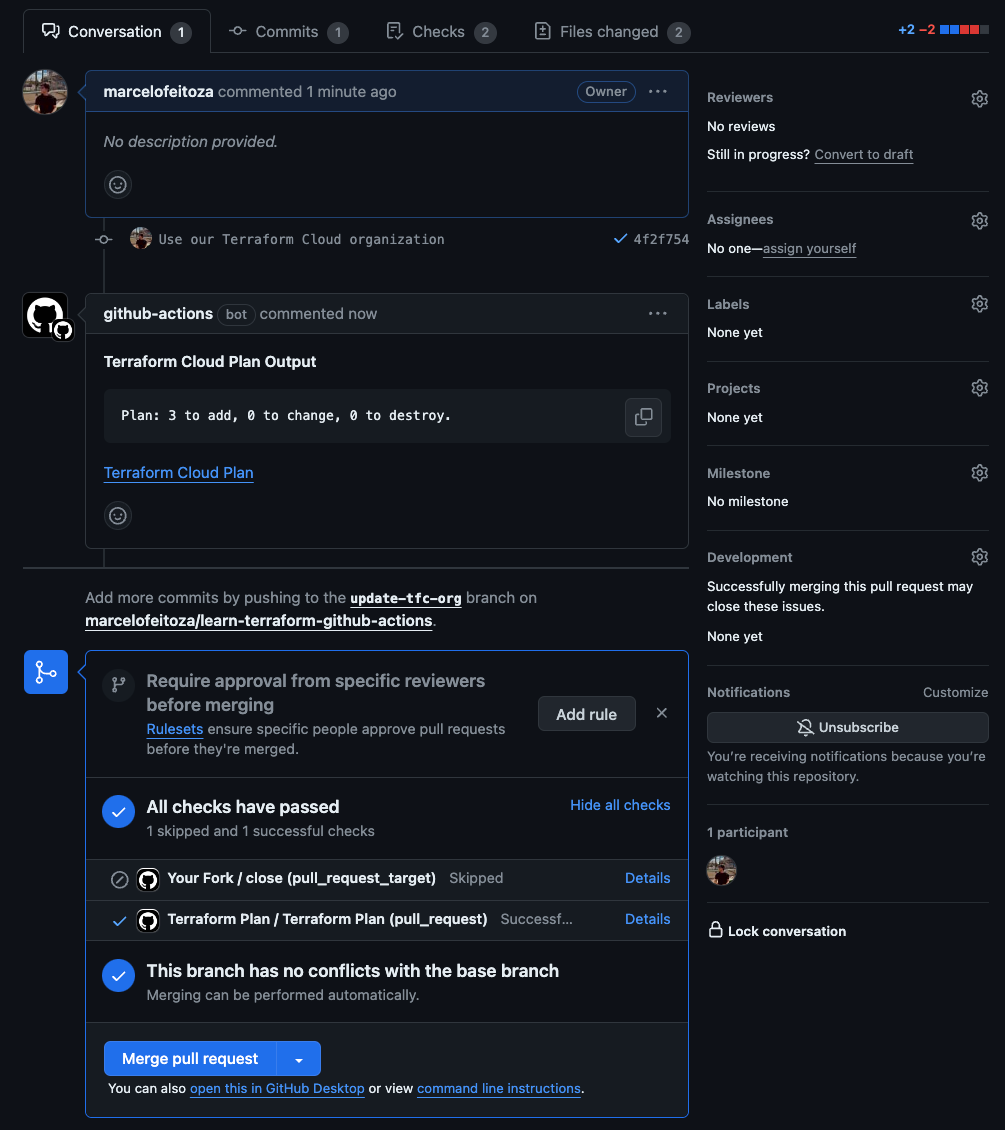 Conversation 1
Commits 1
Checks 2
Files changed 2
+2 −2
marcelofeitoza commented 1 minute ago
Owner
No description provided.
Use our Terraform Cloud organization
4f2f754
github-actions bot commented now
Terraform Cloud Plan Output
Plan: 3 to add, 0 to change, 0 to destroy.
Terraform Cloud Plan
Add more commits by pushing to the update-tfc-org branch on
marcelofeitoza/learn-terraform-github-actions.
Require approval from specific reviewers
before merging
Rulesets ensure specific people approve pull requests
before they're merged.
Add rule
All checks have passed
1 skipped and 1 successful checks
Hide all checks
Your Fork / close (pull_request_target) Skipped
Details
Terraform Plan / Terraform Plan (pull_request) Successf...
Details
This branch has no conflicts with the base branch
Merging can be performed automatically.
Merge pull request
You can also open this in GitHub Desktop or view command line instructions.
Reviewers
No reviews
Still in progress? Convert to draft
Assignees
No one—assign yourself
Labels
None yet
Projects
None yet
Milestone
No milestone
Development
Successfully merging this pull request may
close these issues.
None yet
Notifications
Customize
Unsubscribe
You're receiving notifications because you're
watching this repository.
1 participant
Lock conversation